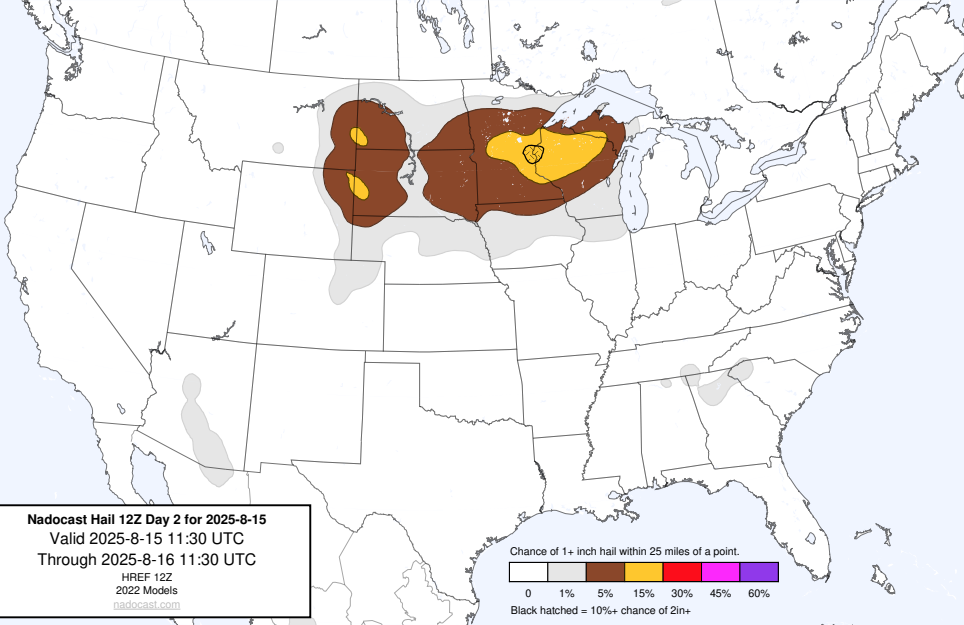 Nadocast Hail 12Z Day 2 for 2025-8-15
Valid 2025-8-15 11:30 UTC
Through 2025-8-16 11:30 UTC
HREF 12Z
2022 Models
nadocast.com
Chance of 1+ inch hail within 25 miles of a point.
0 1% 5% 15% 30% 45% 60%
Black hatched = 10%+ chance of 2in+